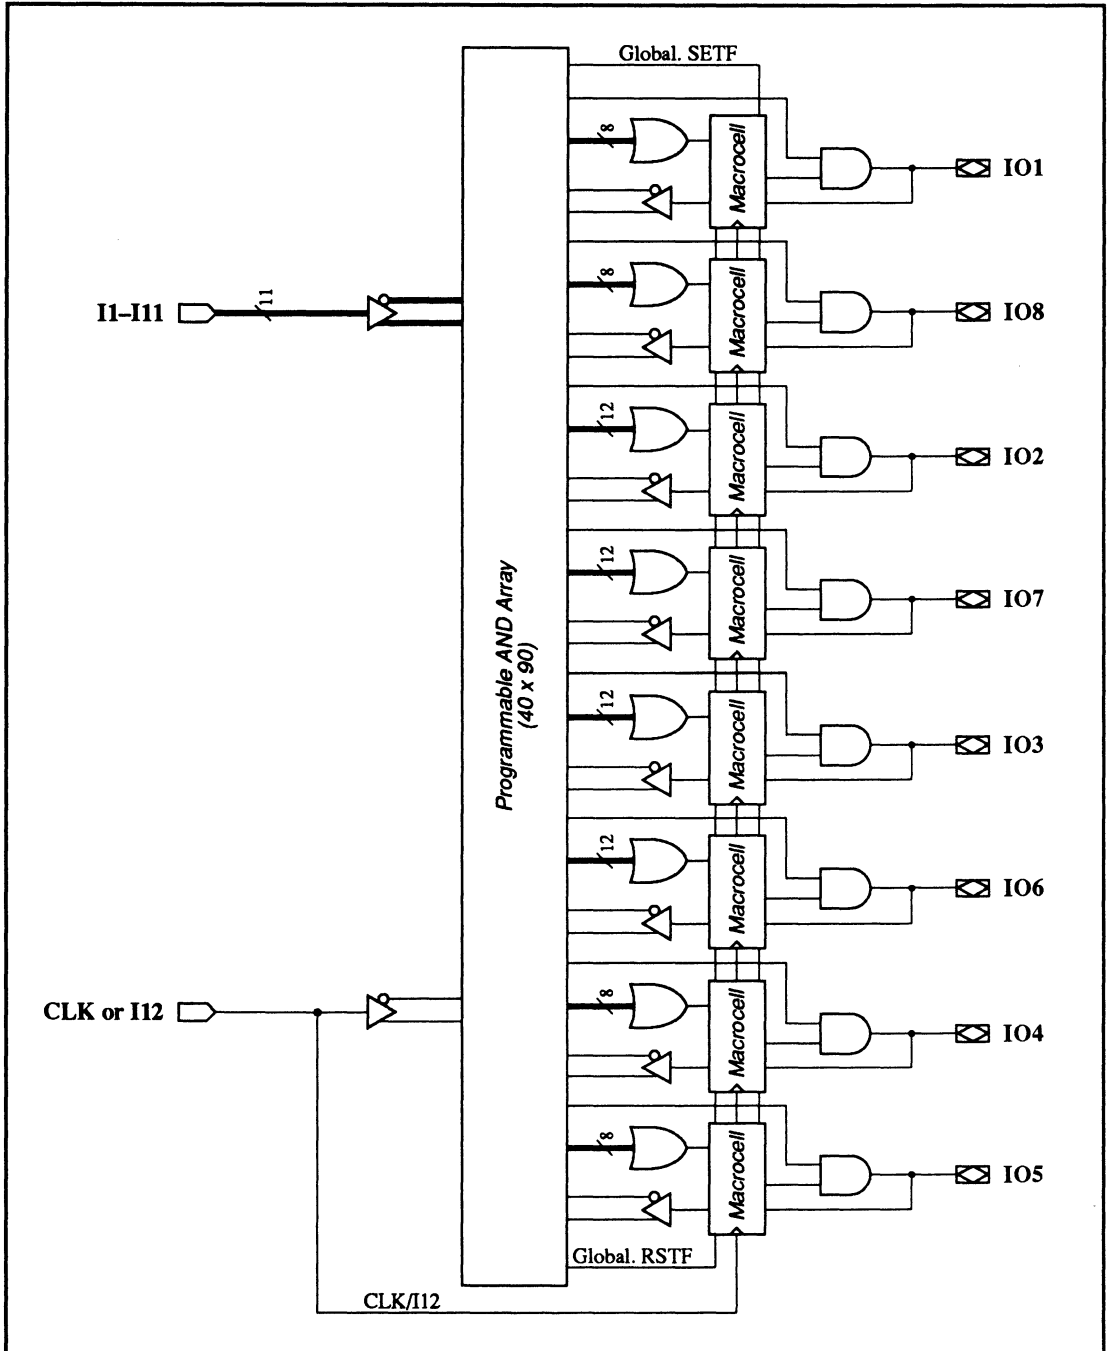 Global. SETF
8
Macrocell
IO1
I1–I11
11
8
Macrocell
IO8
12
Macrocell
IO2
12
Macrocell
IO7
Programmable AND Array
(40 x 90)
12
Macrocell
IO3
12
Macrocell
IO6
CLK or I12
8
Macrocell
IO4
8
Macrocell
IO5
Global. RSTF
CLK/I12